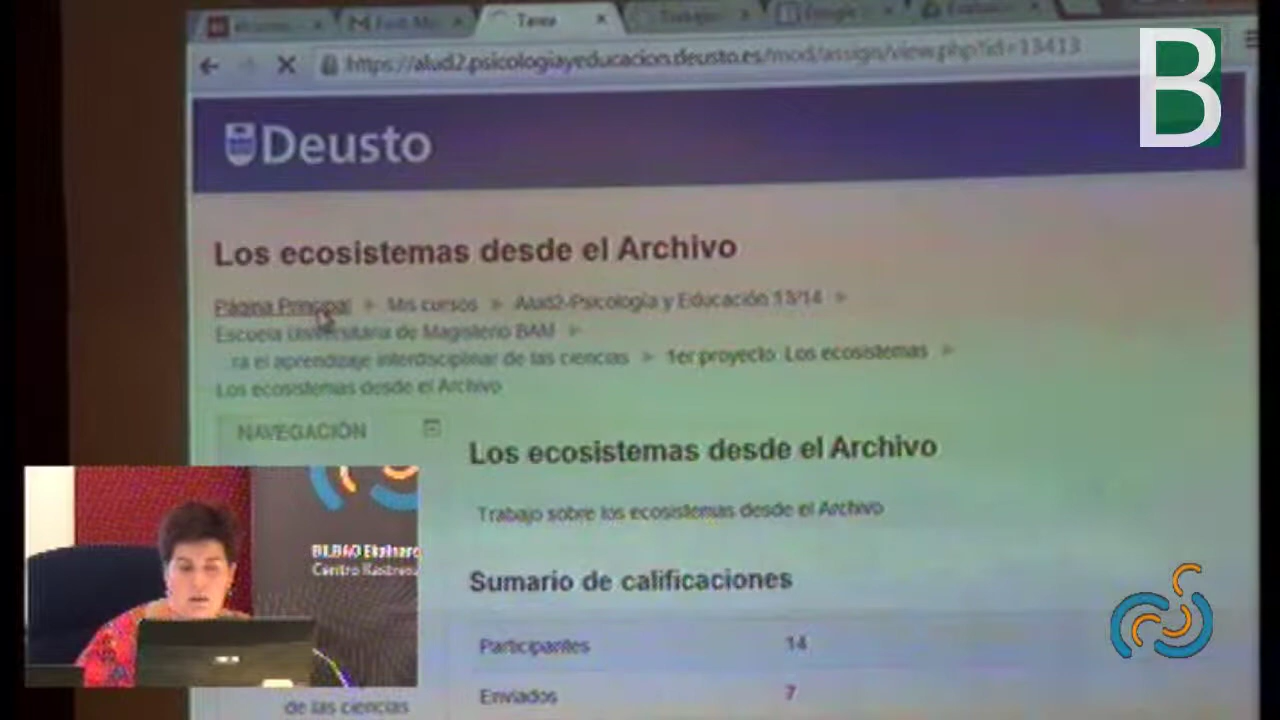 Tarea
https://alud2.psicologiayeducacion.deusto.es/mod/assign/view.php?id=13413
B
Deusto
Los ecosistemas desde el Archivo
Página Principal Mis cursos Alud2-Psicología y Educación 13/14
Escuela Universitaria de Magisterio BAM
ra el aprendizaje interdisciplinar de las ciencias 1er proyecto: Los ecosistemas
Los ecosistemas desde el Archivo
NAVEGACIÓN
Los ecosistemas desde el Archivo
Trabajo sobre los ecosistemas desde el Archivo
Sumario de calificaciones
Participantes 14
Enviados 7
de las ciencias
BILBAO
Centro